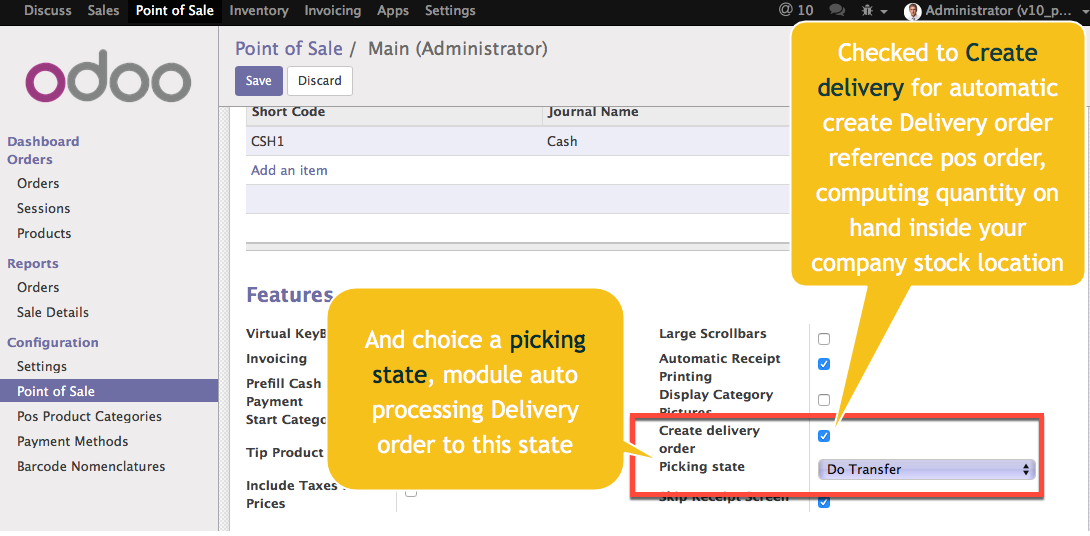 Discuss Sales Point of Sale Inventory Invoicing Apps Settings @ 10 Administrator (v10_p...
odoo
Point of Sale / Main (Administrator)
Save Discard
Short Code Journal Name
CSH1 Cash
Add an item
Dashboard
Orders
Orders
Sessions
Products
Reports
Orders
Sale Details
Configuration
Settings
Point of Sale
Pos Product Categories
Payment Methods
Barcode Nomenclatures
Checked to Create
delivery for automatic
create Delivery order
reference pos order,
computing quantity on
hand inside your
company stock location
Features
Virtual KeyB
Invoicing
Prefill Cash
Payment
Start Catego
Tip Product
Include Taxes
Prices
And choice a picking
state, module auto
processing Delivery
order to this state
Large Scrollbars
Automatic Receipt
Printing
Display Category
Pictures
Create delivery
order
Picking state Do Transfer
Skip Receipt Screen